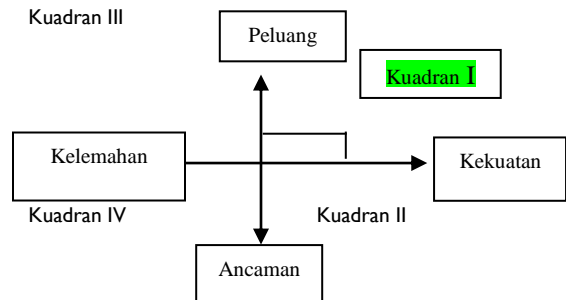 Kuadran III
Peluang
Kuadran I
Kelemahan
Kekuatan
Kuadran IV
Kuadran II
Ancaman